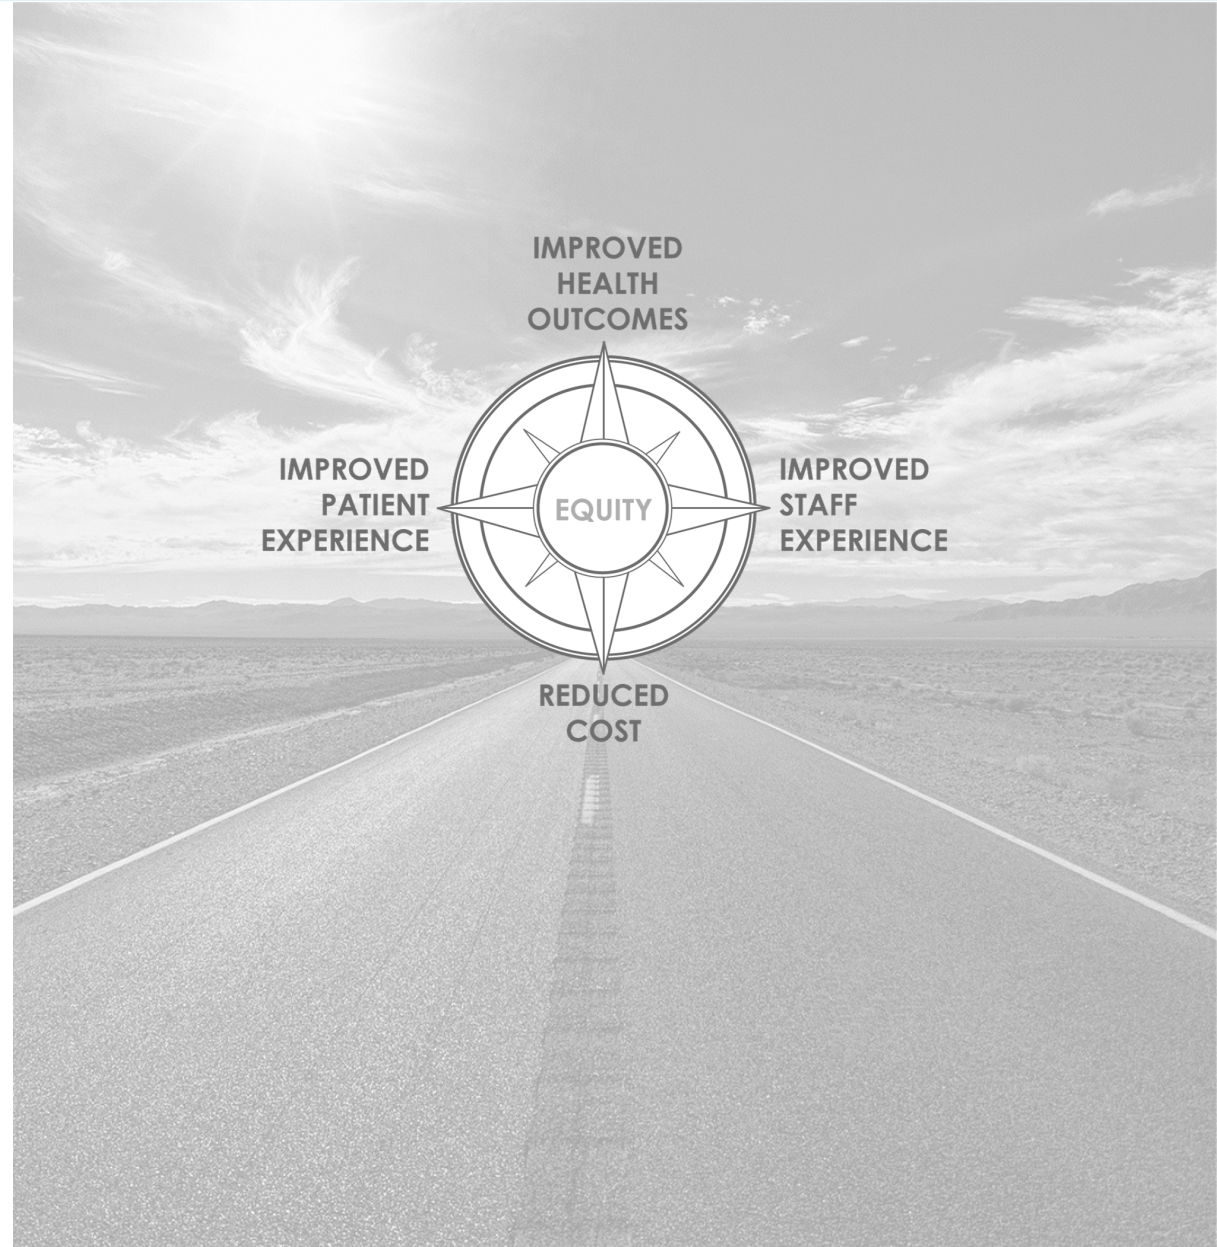 IMPROVED
HEALTH
OUTCOMES
IMPROVED
PATIENT
EXPERIENCE
EQUITY
IMPROVED
STAFF
EXPERIENCE
REDUCED
COST